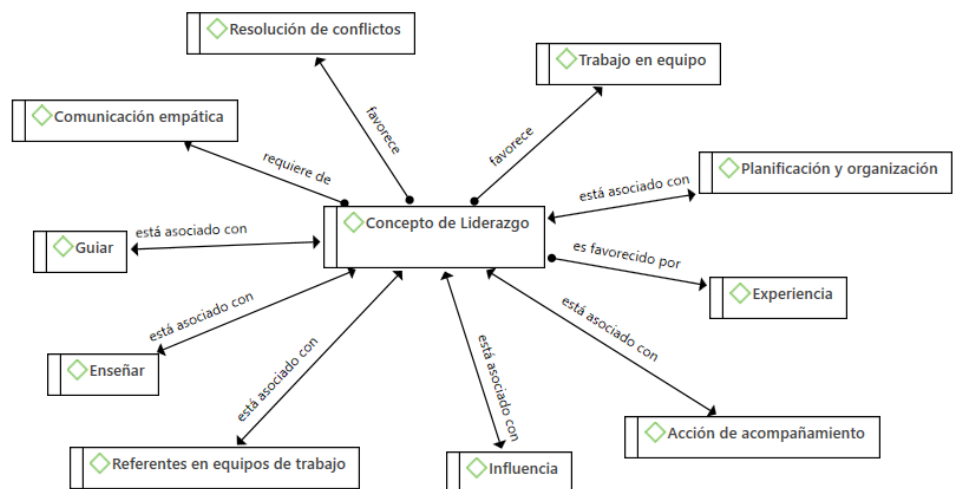 Resolución de conflictos
Trabajo en equipo
Comunicación empática
favorece
favorece
requiere de
Planificación y organización
está asociado con
Concepto de Liderazgo
está asociado con
Guiar
es favorecido por
Experiencia
está asociado con
Enseñar
está asociado con
está asociado con
está asociado con
Acción de acompañamiento
Referentes en equipos de trabajo
Influencia